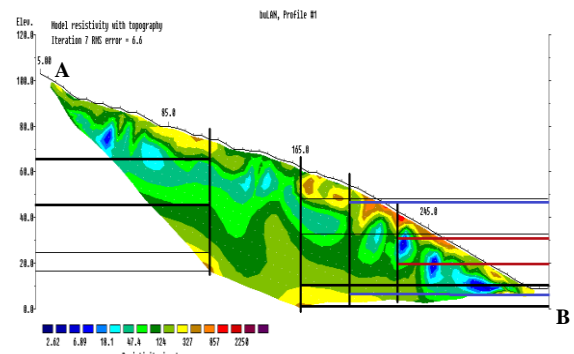 buLAN, Profile #1
Elev.
Model resistivity with topography
Iteration 7 RMS error = 6.6
120.0
5.00
A
100.0
85.0
80.0
165.0
60.0
245.0
40.0
20.0
0.0
B
2.62 6.89 18.1 47.4 124 327 857 2250